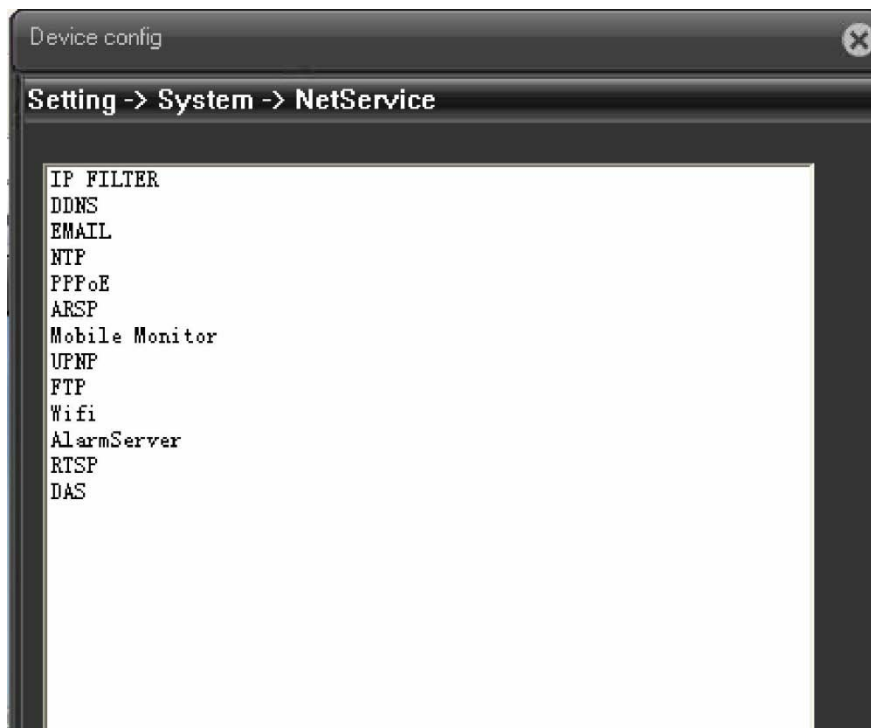 Device config
Setting -> System -> NetService
IP FILTER
DDNS
EMAIL
NTP
PPPoE
ARSP
Mobile Monitor
UPNP
FTP
Wifi
AlarmServer
RTSP
DAS